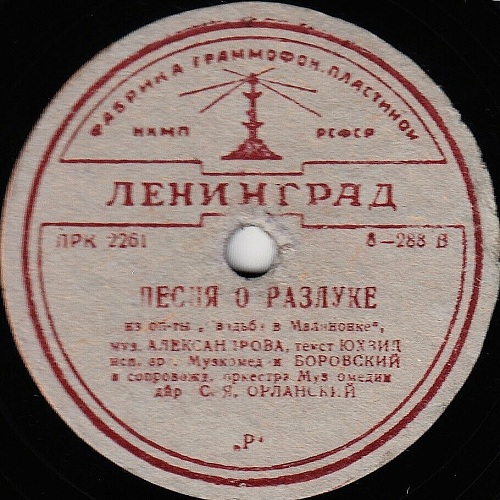 ФАБРИКА ГРАММОФОН. ПЛАСТИНОК
НКМП РСФСР
ЛЕНИНГРАД
ЛРК 2261 8-288 В
ПЕСНЯ О РАЗЛУКЕ
из оп-ты „Свадьба в Малиновке“,
муз. АЛЕКСАНДРОВА, текст ЮХВИД
исп. арт. Музкомедии БОРОВСКИЙ
в сопровожд. оркестра Музкомедии
дир. С. Я. ОРЛАНСКИЙ
„Р“